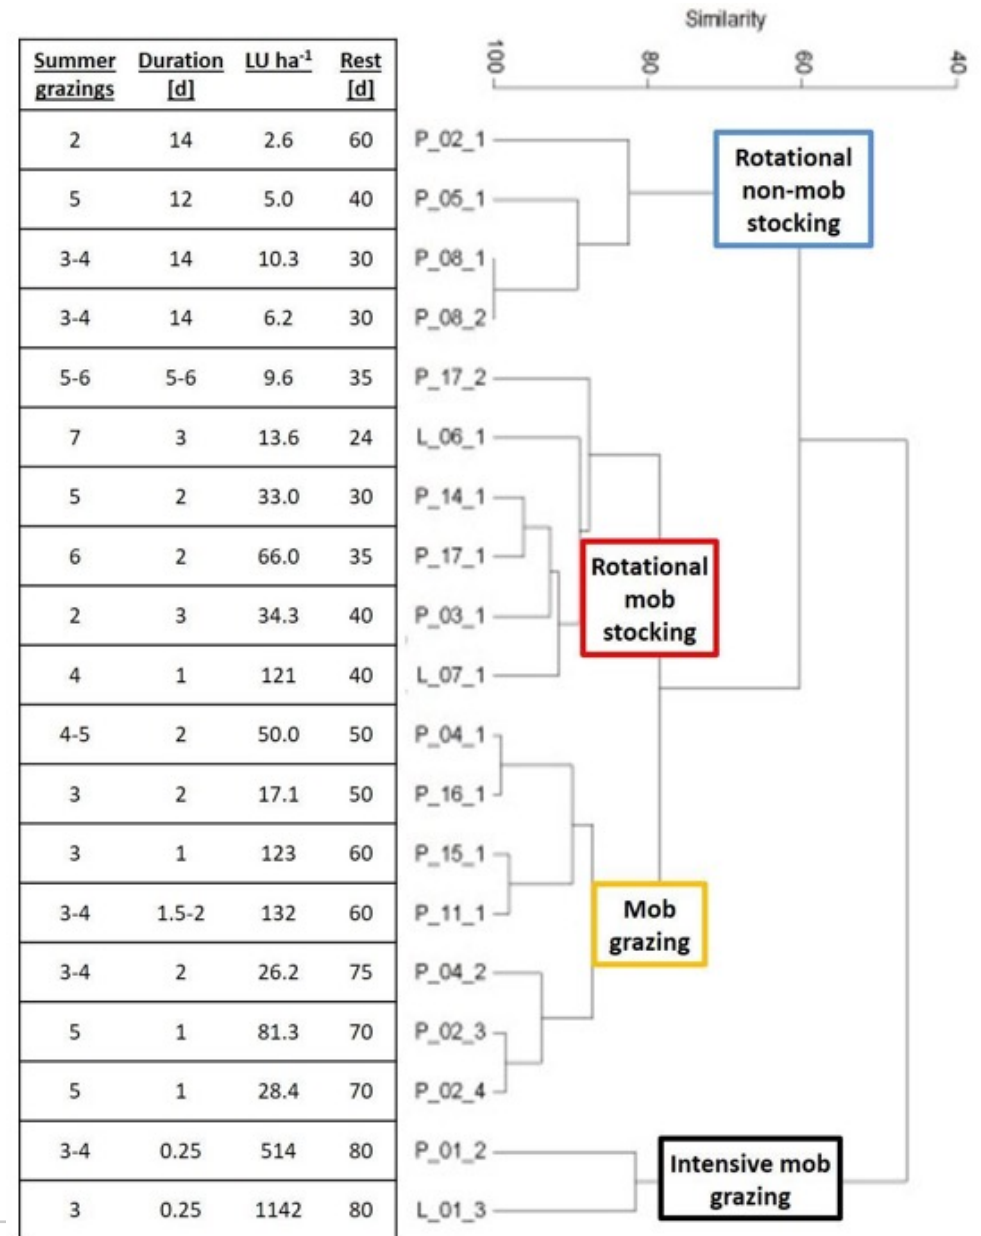 Similarity
100 80 60 40
Summer grazings Duration [d] LU ha-1 Rest [d]
2 14 2.6 60 P_02_1
5 12 5.0 40 P_05_1
3-4 14 10.3 30 P_08_1
3-4 14 6.2 30 P_08_2
5-6 5-6 9.6 35 P_17_2
7 3 13.6 24 L_06_1
5 2 33.0 30 P_14_1
6 2 66.0 35 P_17_1
2 3 34.3 40 P_03_1
4 1 121 40 L_07_1
4-5 2 50.0 50 P_04_1
3 2 17.1 50 P_16_1
3 1 123 60 P_15_1
3-4 1.5-2 132 60 P_11_1
3-4 2 26.2 75 P_04_2
5 1 81.3 70 P_02_3
5 1 28.4 70 P_02_4
3-4 0.25 514 80 P_01_2
3 0.25 1142 80 L_01_3
Rotational
non-mob
stocking
Rotational
mob
stocking
Mob
grazing
Intensive mob
grazing